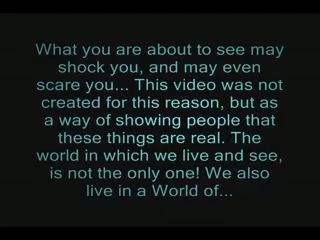 What you are about to see may
shock you, and may even
scare you... This video was not
created for this reason, but as
a way of showing people that
these things are real. The
world in which we live and see,
is not the only one! We also
live in a World of...